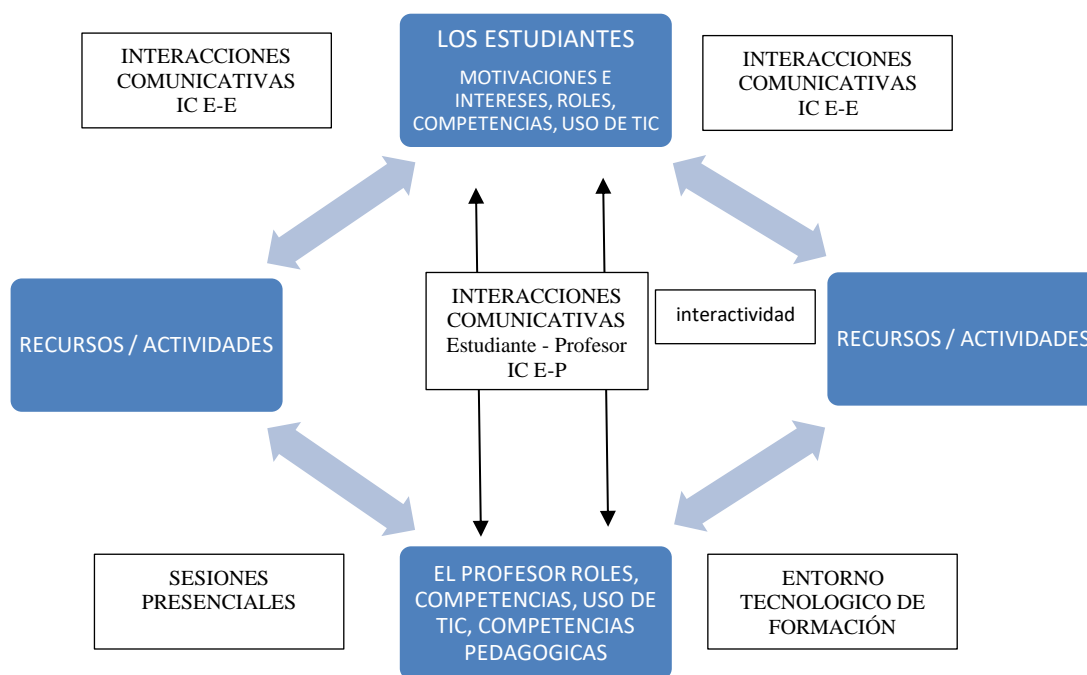 INTERACCIONES
COMUNICATIVAS
IC E-E
LOS ESTUDIANTES
MOTIVACIONES E
INTERESES, ROLES,
COMPETENCIAS, USO DE TIC
INTERACCIONES
COMUNICATIVAS
IC E-E
RECURSOS / ACTIVIDADES
INTERACCIONES
COMUNICATIVAS
Estudiante - Profesor
IC E-P
interactividad
RECURSOS / ACTIVIDADES
SESIONES
PRESENCIALES
EL PROFESOR ROLES,
COMPETENCIAS, USO DE
TIC, COMPETENCIAS
PEDAGOGICAS
ENTORNO
TECNOLOGICO DE
FORMACIÓN